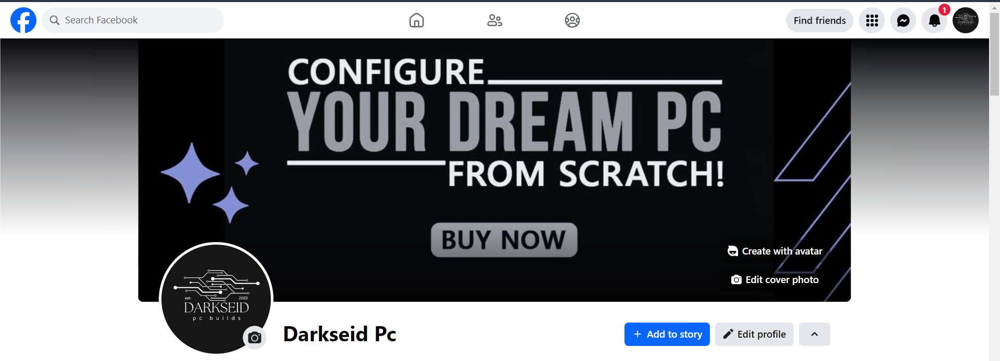 Search Facebook
Find friends
1
CONFIGURE
YOUR DREAM PC
FROM SCRATCH!
BUY NOW
Create with avatar
Edit cover photo
est. 2023
DARKSEID
pc builds
Darkseid Pc
+ Add to story
Edit profile